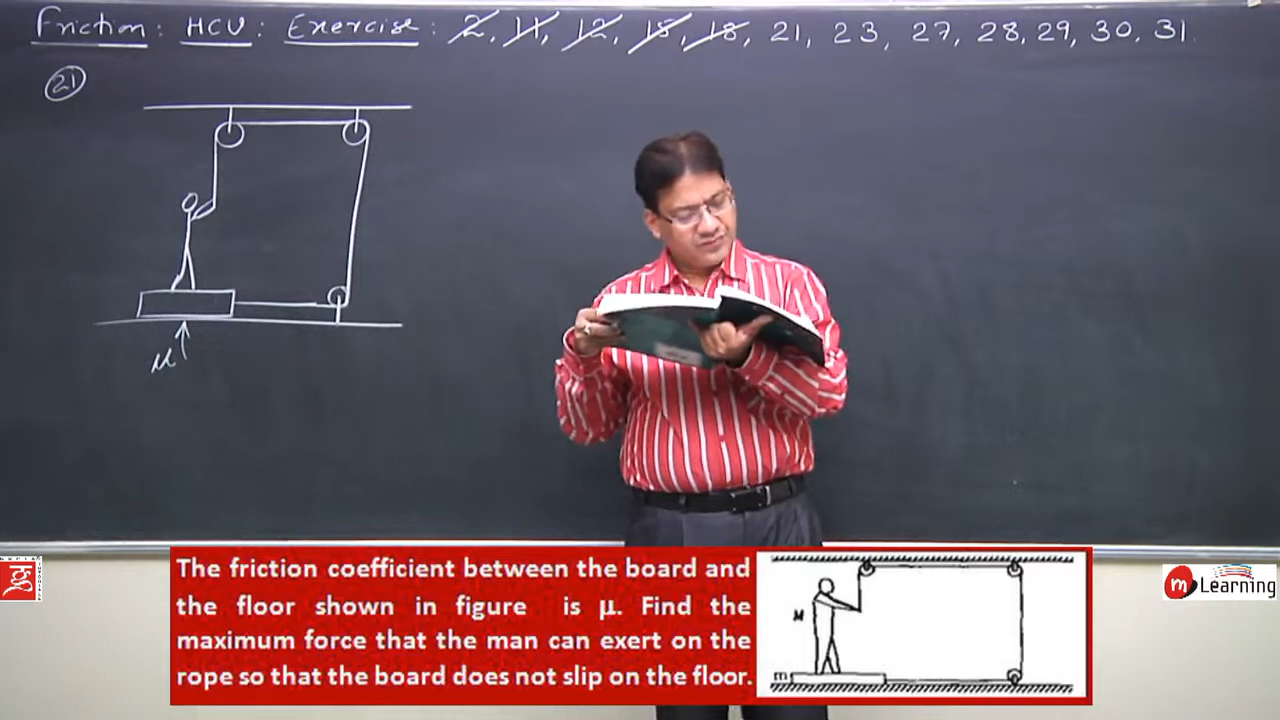 Friction : HCV : Exercise : 2, 11, 12, 15, 18, 21, 23, 27, 28, 29, 30, 31
21
μ
The friction coefficient between the board and
the floor shown in figure is μ. Find the
maximum force that the man can exert on the
rope so that the board does not slip on the floor.
M
m
m Learning